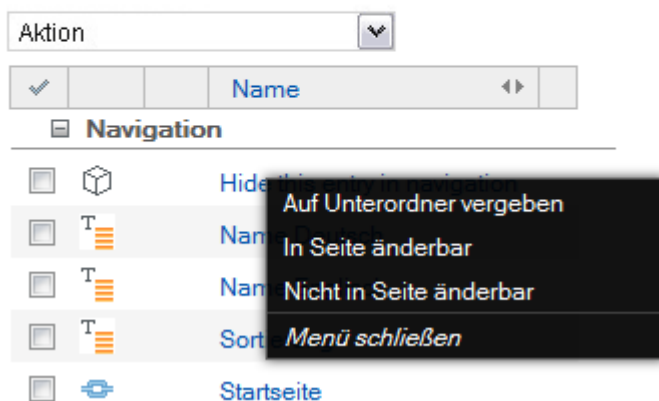 Aktion
Name
Navigation
Hide this entry in navigation
Auf Unterordner vergeben
Name Deutsch
In Seite änderbar
Name
Nicht in Seite änderbar
Menü schließen
Startseite